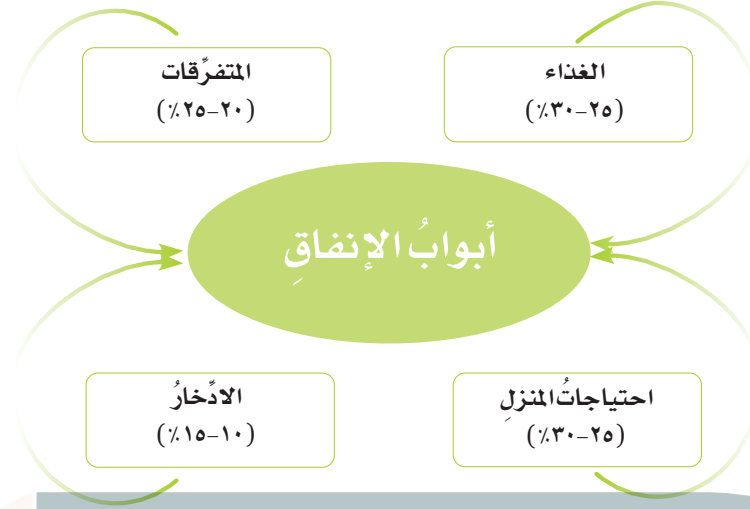 الغذاء
(٢٥-٣٠٪)
المتفرِّقات
(٢٠-٢٥٪)
أبوابُ الإنفاقِ
احتياجاتُ المنزلِ
(٢٥-٣٠٪)
الادِّخارُ
(١٠-١٥٪)